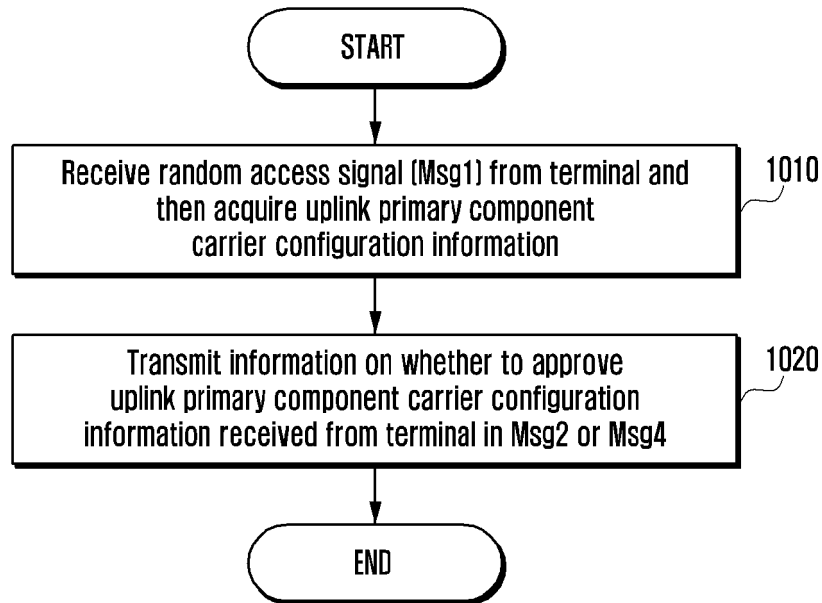 START
Receive random access signal (Msg1) from terminal and
then acquire uplink primary component
carrier configuration information
1010
Transmit information on whether to approve
uplink primary component carrier configuration
information received from terminal in Msg2 or Msg4
1020
END